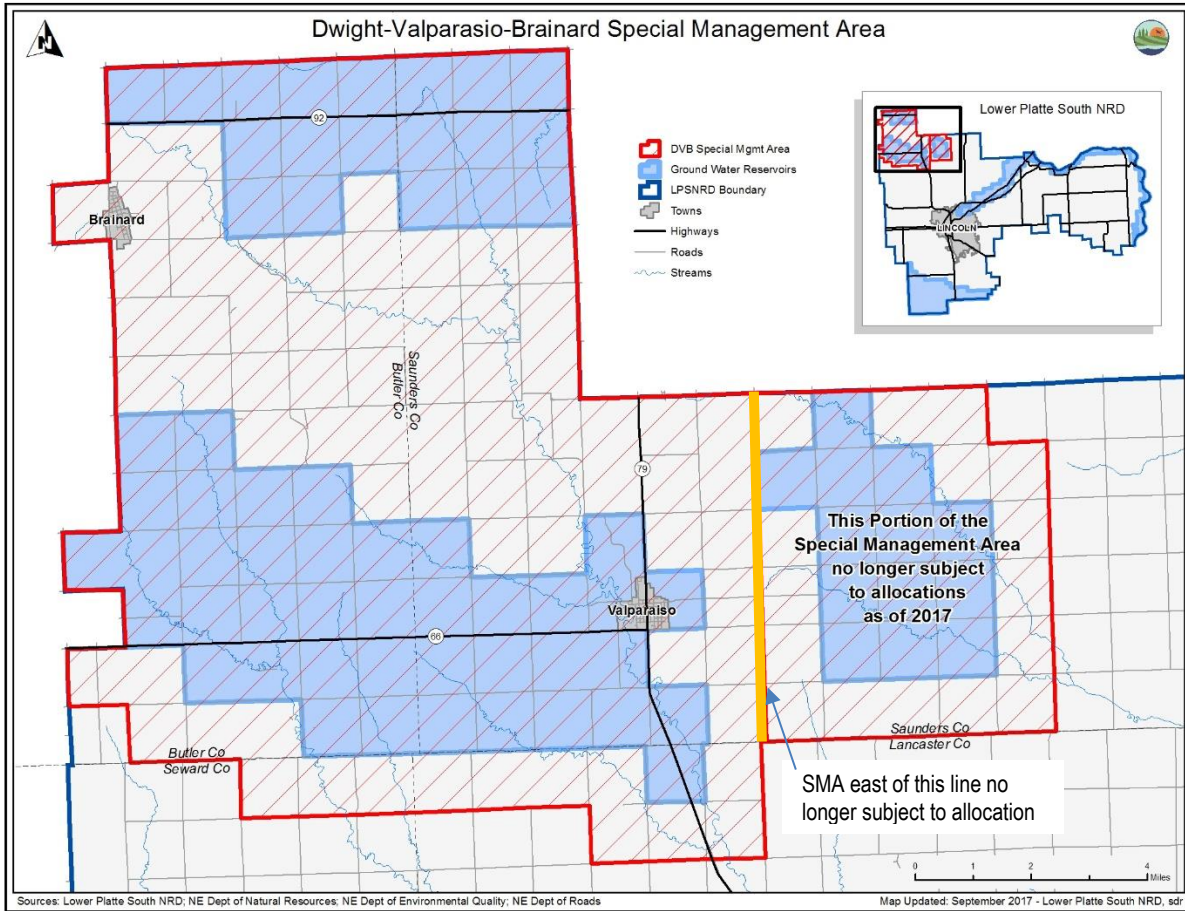 Dwight-Valparasio-Brainard Special Management Area
N
Lower Platte South NRD
LINCOLN
DVB Special Mgmt Area
Ground Water Reservoirs
LPSNRD Boundary
Towns
Highways
Roads
Streams
92
Brainard
Saunders Co
Butler Co
79
This Portion of the
Special Management Area
no longer subject
to allocations
as of 2017
Valparaiso
66
Butler Co
Seward Co
Saunders Co
Lancaster Co
SMA east of this line no
longer subject to allocation
0 1 2 3 4
Miles
Sources: Lower Platte South NRD; NE Dept of Natural Resources; NE Dept of Environmental Quality; NE Dept of Roads
Map Updated: September 2017 - Lower Platte South NRD, sdr